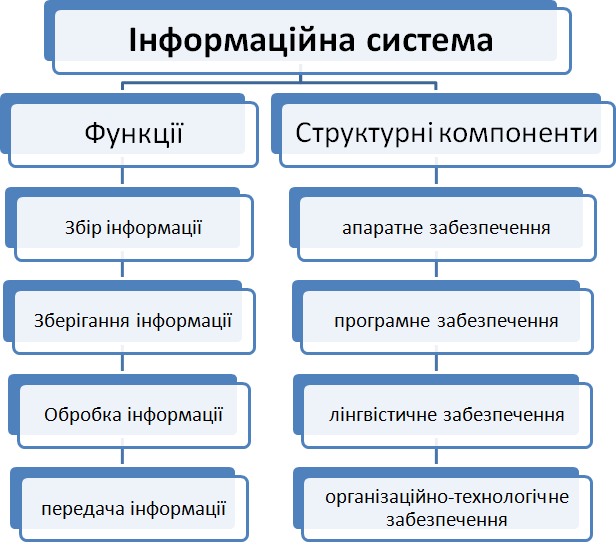 Інформаційна система
Функції
Структурні компоненти
Збір інформації
апаратне забезпечення
Зберігання інформації
програмне забезпечення
Обробка інформації
лінгвістичне забезпечення
передача інформації
організаційно-технологічне
забезпечення